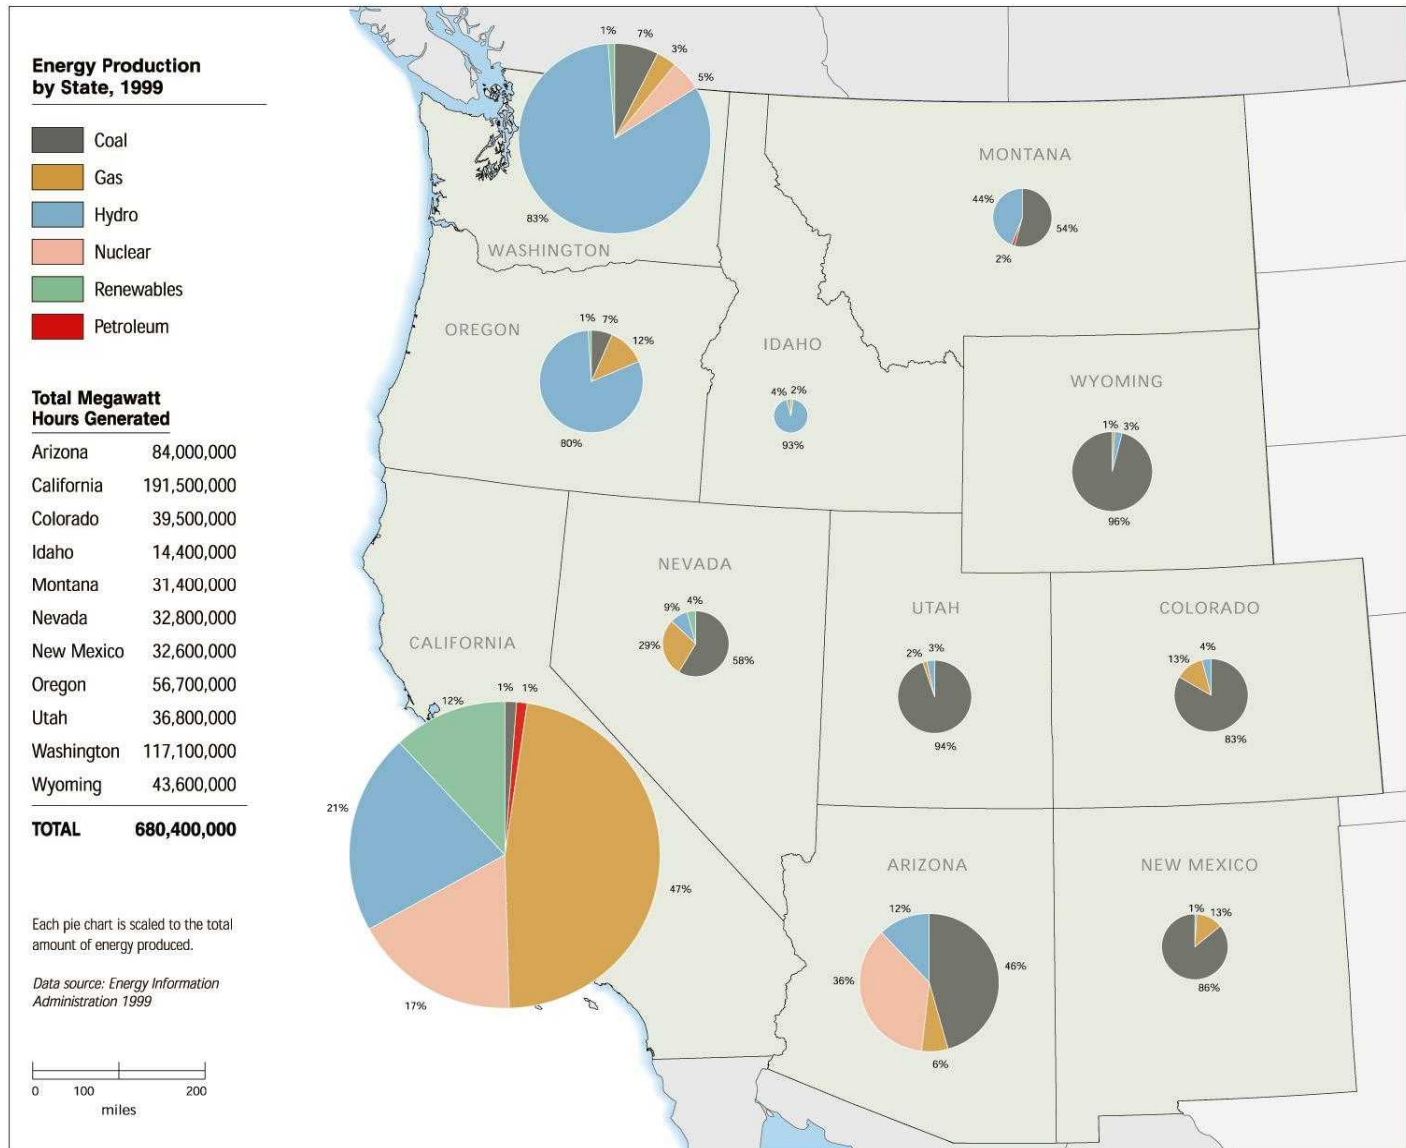 Energy Production
by State, 1999
Coal
Gas
Hydro
Nuclear
Renewables
Petroleum
Total Megawatt
Hours Generated
Arizona 84,000,000
California 191,500,000
Colorado 39,500,000
Idaho 14,400,000
Montana 31,400,000
Nevada 32,800,000
New Mexico 32,600,000
Oregon 56,700,000
Utah 36,800,000
Washington 117,100,000
Wyoming 43,600,000
TOTAL 680,400,000
Each pie chart is scaled to the total
amount of energy produced.
Data source: Energy Information
Administration 1999
0 100 200
miles
1% 7% 3% 5%
83%
WASHINGTON
MONTANA
44% 54%
2%
OREGON
1% 7% 12%
80%
IDAHO
4% 2%
93%
WYOMING
1% 3%
96%
NEVADA
9% 4%
29% 58%
UTAH
2% 3%
94%
COLORADO
13% 4%
83%
CALIFORNIA
12% 1% 1%
21%
47%
17%
ARIZONA
12%
46%
36%
6%
NEW MEXICO
1% 13%
86%